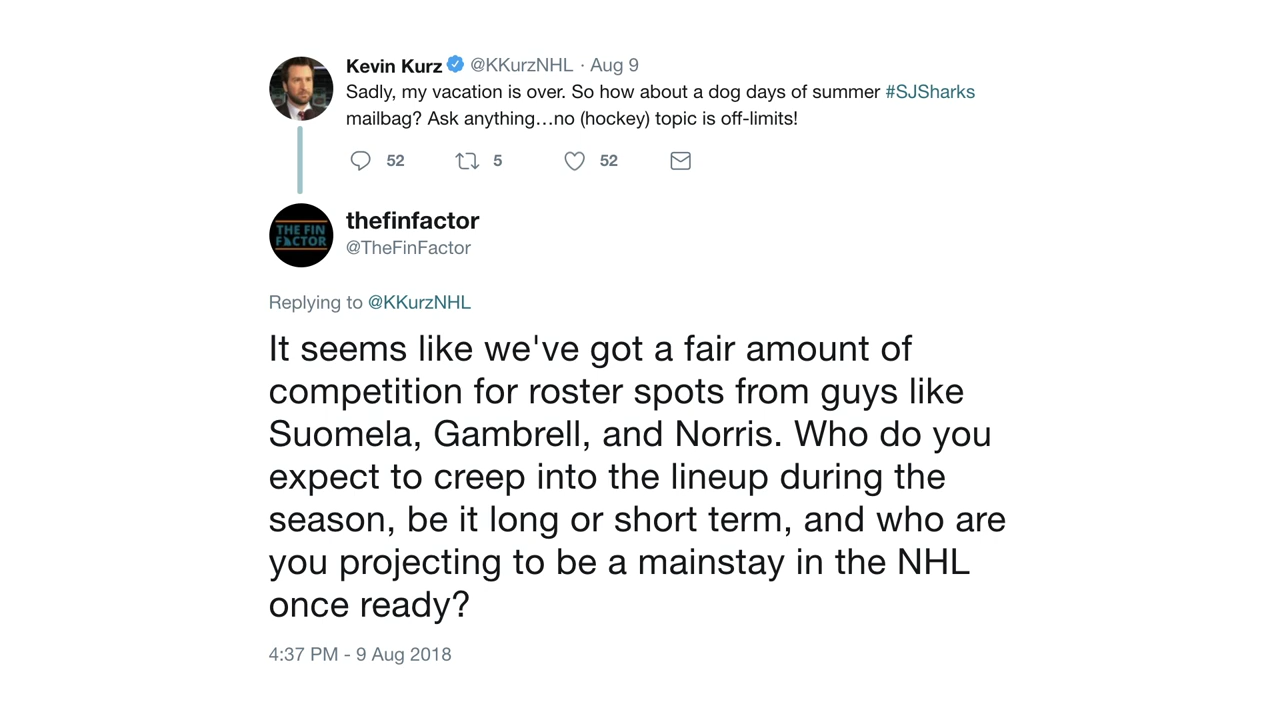 Kevin Kurz @KKurzNHL · Aug 9
Sadly, my vacation is over. So how about a dog days of summer #SJSharks
mailbag? Ask anything…no (hockey) topic is off-limits!
52 5 52
THE FIN
FACTOR
thefinfactor
@TheFinFactor
Replying to @KKurzNHL
It seems like we've got a fair amount of
competition for roster spots from guys like
Suomela, Gambrell, and Norris. Who do you
expect to creep into the lineup during the
season, be it long or short term, and who are
you projecting to be a mainstay in the NHL
once ready?
4:37 PM - 9 Aug 2018